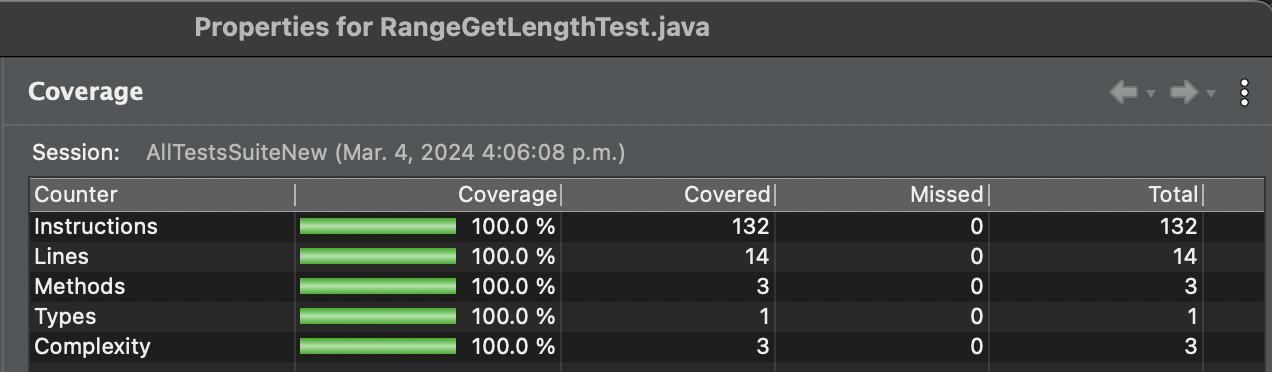 Properties for RangeGetLengthTest.java
Coverage
Session: AllTestsSuiteNew (Mar. 4, 2024 4:06:08 p.m.)
Counter Coverage Covered Missed Total
Instructions 100.0 % 132 0 132
Lines 100.0 % 14 0 14
Methods 100.0 % 3 0 3
Types 100.0 % 1 0 1
Complexity 100.0 % 3 0 3